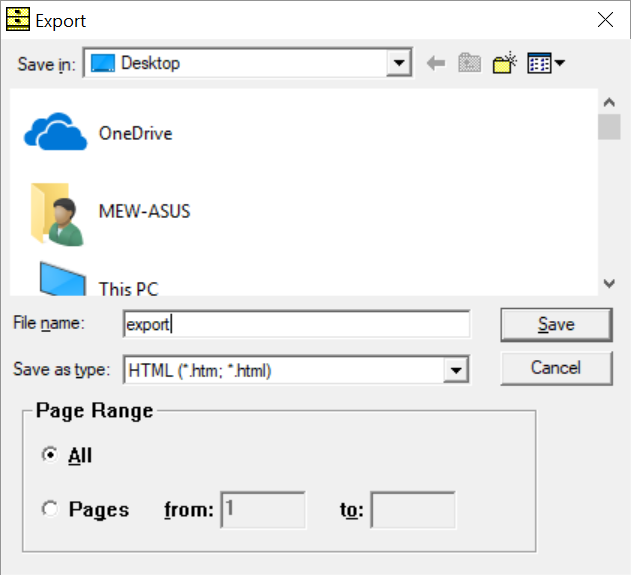 Export
Save in: Desktop
OneDrive
MEW-ASUS
This PC
File name: export Save
Save as type: HTML (*.htm; *.html) Cancel
Page Range
All
Pages from: 1 to: